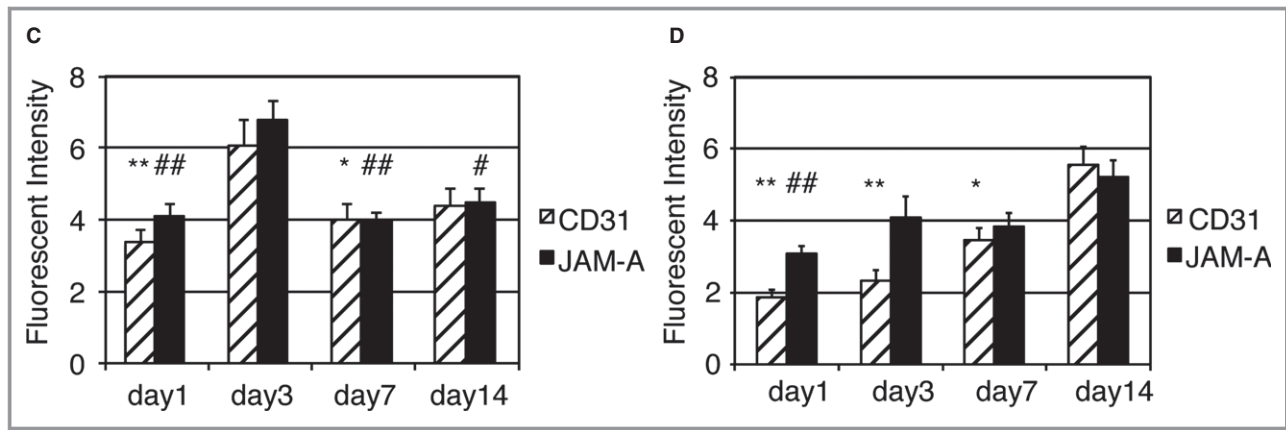 C
Fluorescent Intensity
8
6
4
2
0
** ##
* ##
#
day1 day3 day7 day14
CD31
JAM-A
D
Fluorescent Intensity
8
6
4
2
0
** ##
**
*
day1 day3 day7 day14
CD31
JAM-A